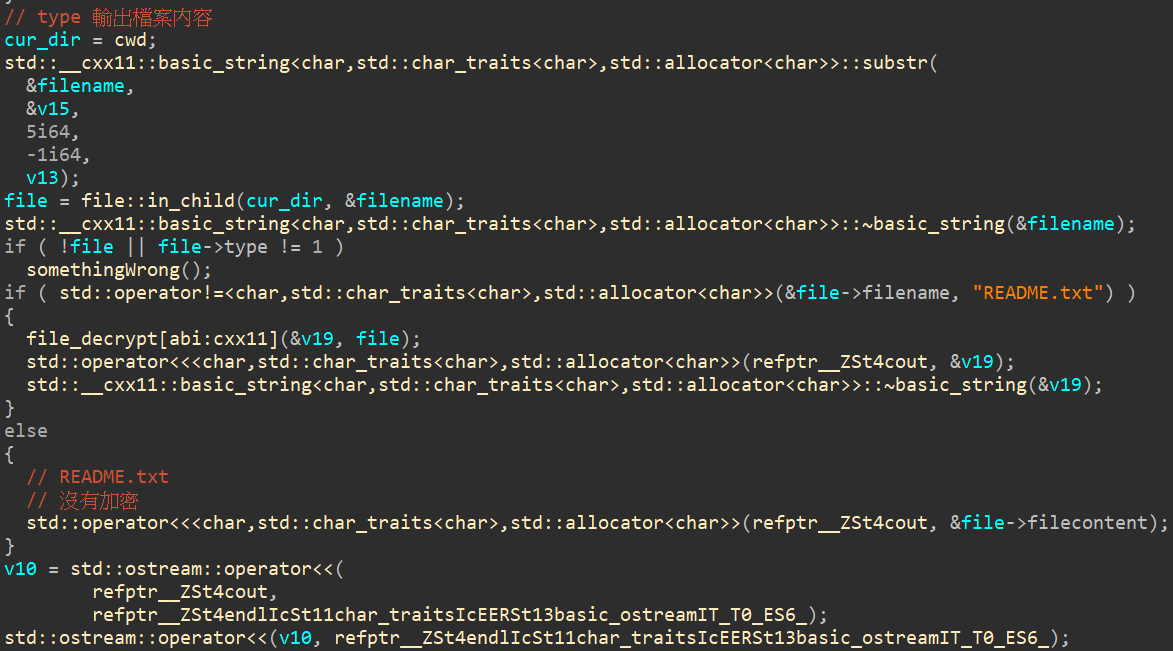 }
// type 輸出檔案内容
cur_dir = cwd;
std::__cxx11::basic_string<char,std::char_traits<char>,std::allocator<char>>::substr(
  &filename,
  &v15,
  5i64,
  -1i64,
  v13);
file = file::in_child(cur_dir, &filename);
std::__cxx11::basic_string<char,std::char_traits<char>,std::allocator<char>>::~basic_string(&filename);
if ( !file || file->type != 1 )
  somethingWrong();
if ( std::operator!=<char,std::char_traits<char>,std::allocator<char>>(&file->filename, "README.txt") )
{
  file_decrypt[abi:cxx11](&v19, file);
  std::operator<<<char,std::char_traits<char>,std::allocator<char>>(refptr__ZSt4cout, &v19);
  std::__cxx11::basic_string<char,std::char_traits<char>,std::allocator<char>>::~basic_string(&v19);
}
else
{
  // README.txt
  // 沒有加密
  std::operator<<<char,std::char_traits<char>,std::allocator<char>>(refptr__ZSt4cout, &file->filecontent);
}
v10 = std::ostream::operator<<(
        refptr__ZSt4cout,
        refptr__ZSt4endlIcSt11char_traitsIcEERSt13basic_ostreamIT_T0_ES6_);
std::ostream::operator<<(v10, refptr__ZSt4endlIcSt11char_traitsIcEERSt13basic_ostreamIT_T0_ES6_);